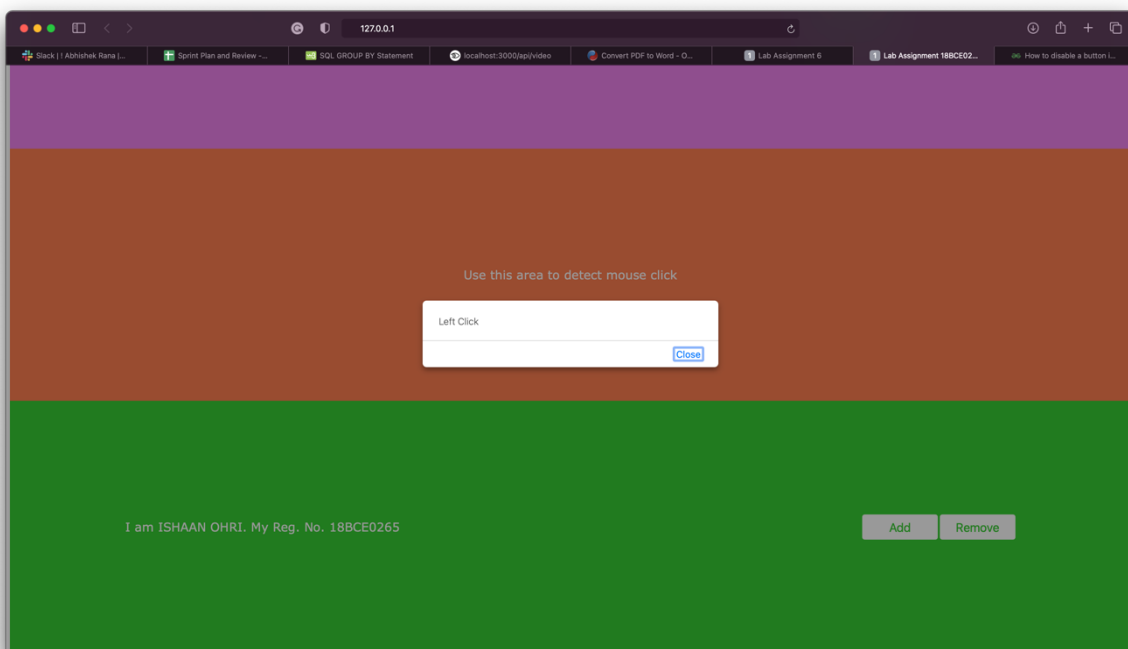 127.0.0.1
Slack | ! Abhishek Rana |...
Sprint Plan and Review -...
SQL GROUP BY Statement
localhost:3000/api/video
Convert PDF to Word - O...
1 Lab Assignment 6
1 Lab Assignment 18BCE02...
How to disable a button i...
Use this area to detect mouse click
Left Click
Close
I am ISHAAN OHRI. My Reg. No. 18BCE0265
Add
Remove